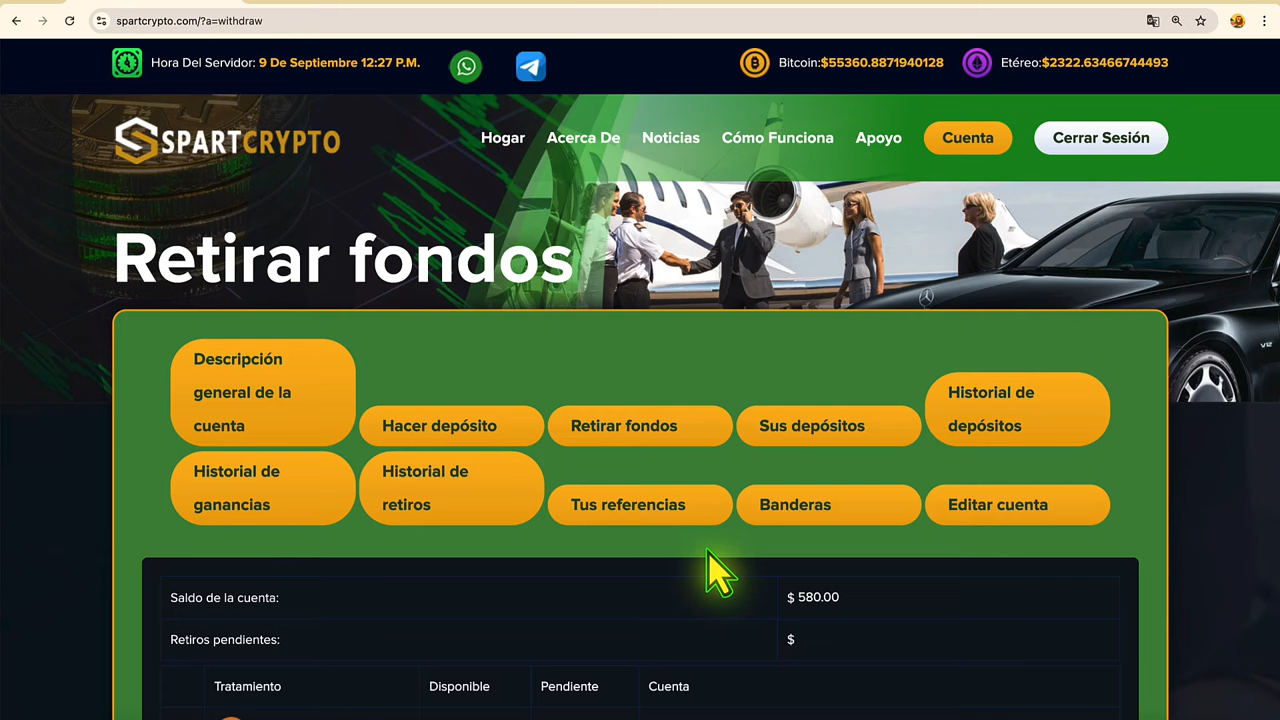 spartcrypto.com/?a=withdraw
Hora Del Servidor: 9 De Septiembre 12:27 P.M.
Bitcoin:$55360.8871940128
Etéreo:$2322.63466744493
SPARTCRYPTO
Hogar
Acerca De
Noticias
Cómo Funciona
Apoyo
Cuenta
Cerrar Sesión
Retirar fondos
Descripción
general de la
cuenta
Hacer depósito
Retirar fondos
Sus depósitos
Historial de
depósitos
Historial de
ganancias
Historial de
retiros
Tus referencias
Banderas
Editar cuenta
Saldo de la cuenta:
$ 580.00
Retiros pendientes:
$
Tratamiento
Disponible
Pendiente
Cuenta